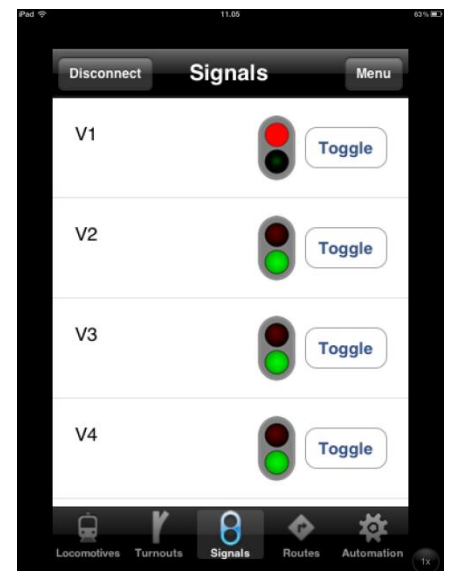 iPad 11.05 63%
Disconnect Signals Menu
V1 Toggle
V2 Toggle
V3 Toggle
V4 Toggle
Locomotives Turnouts Signals Routes Automation
1x